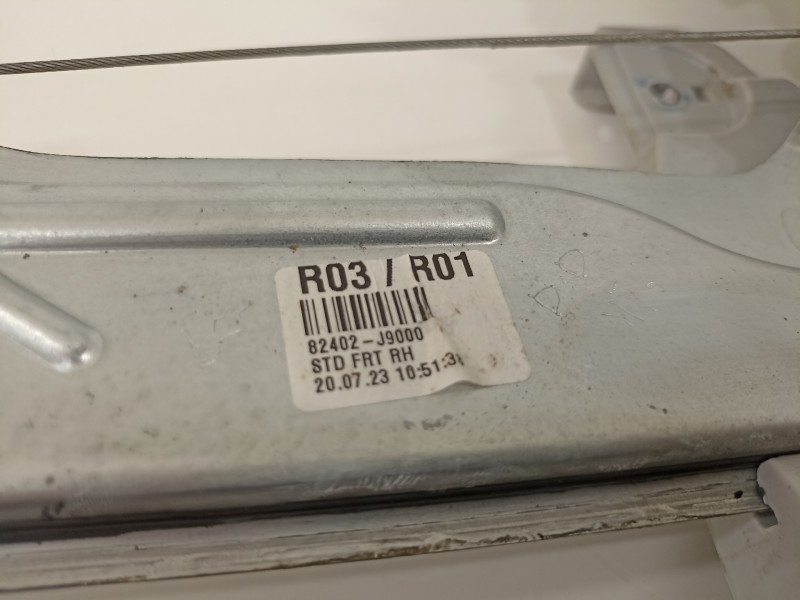 R03 / R01
82402-J9000
STD FRT RH
20.07.23 10:51:3